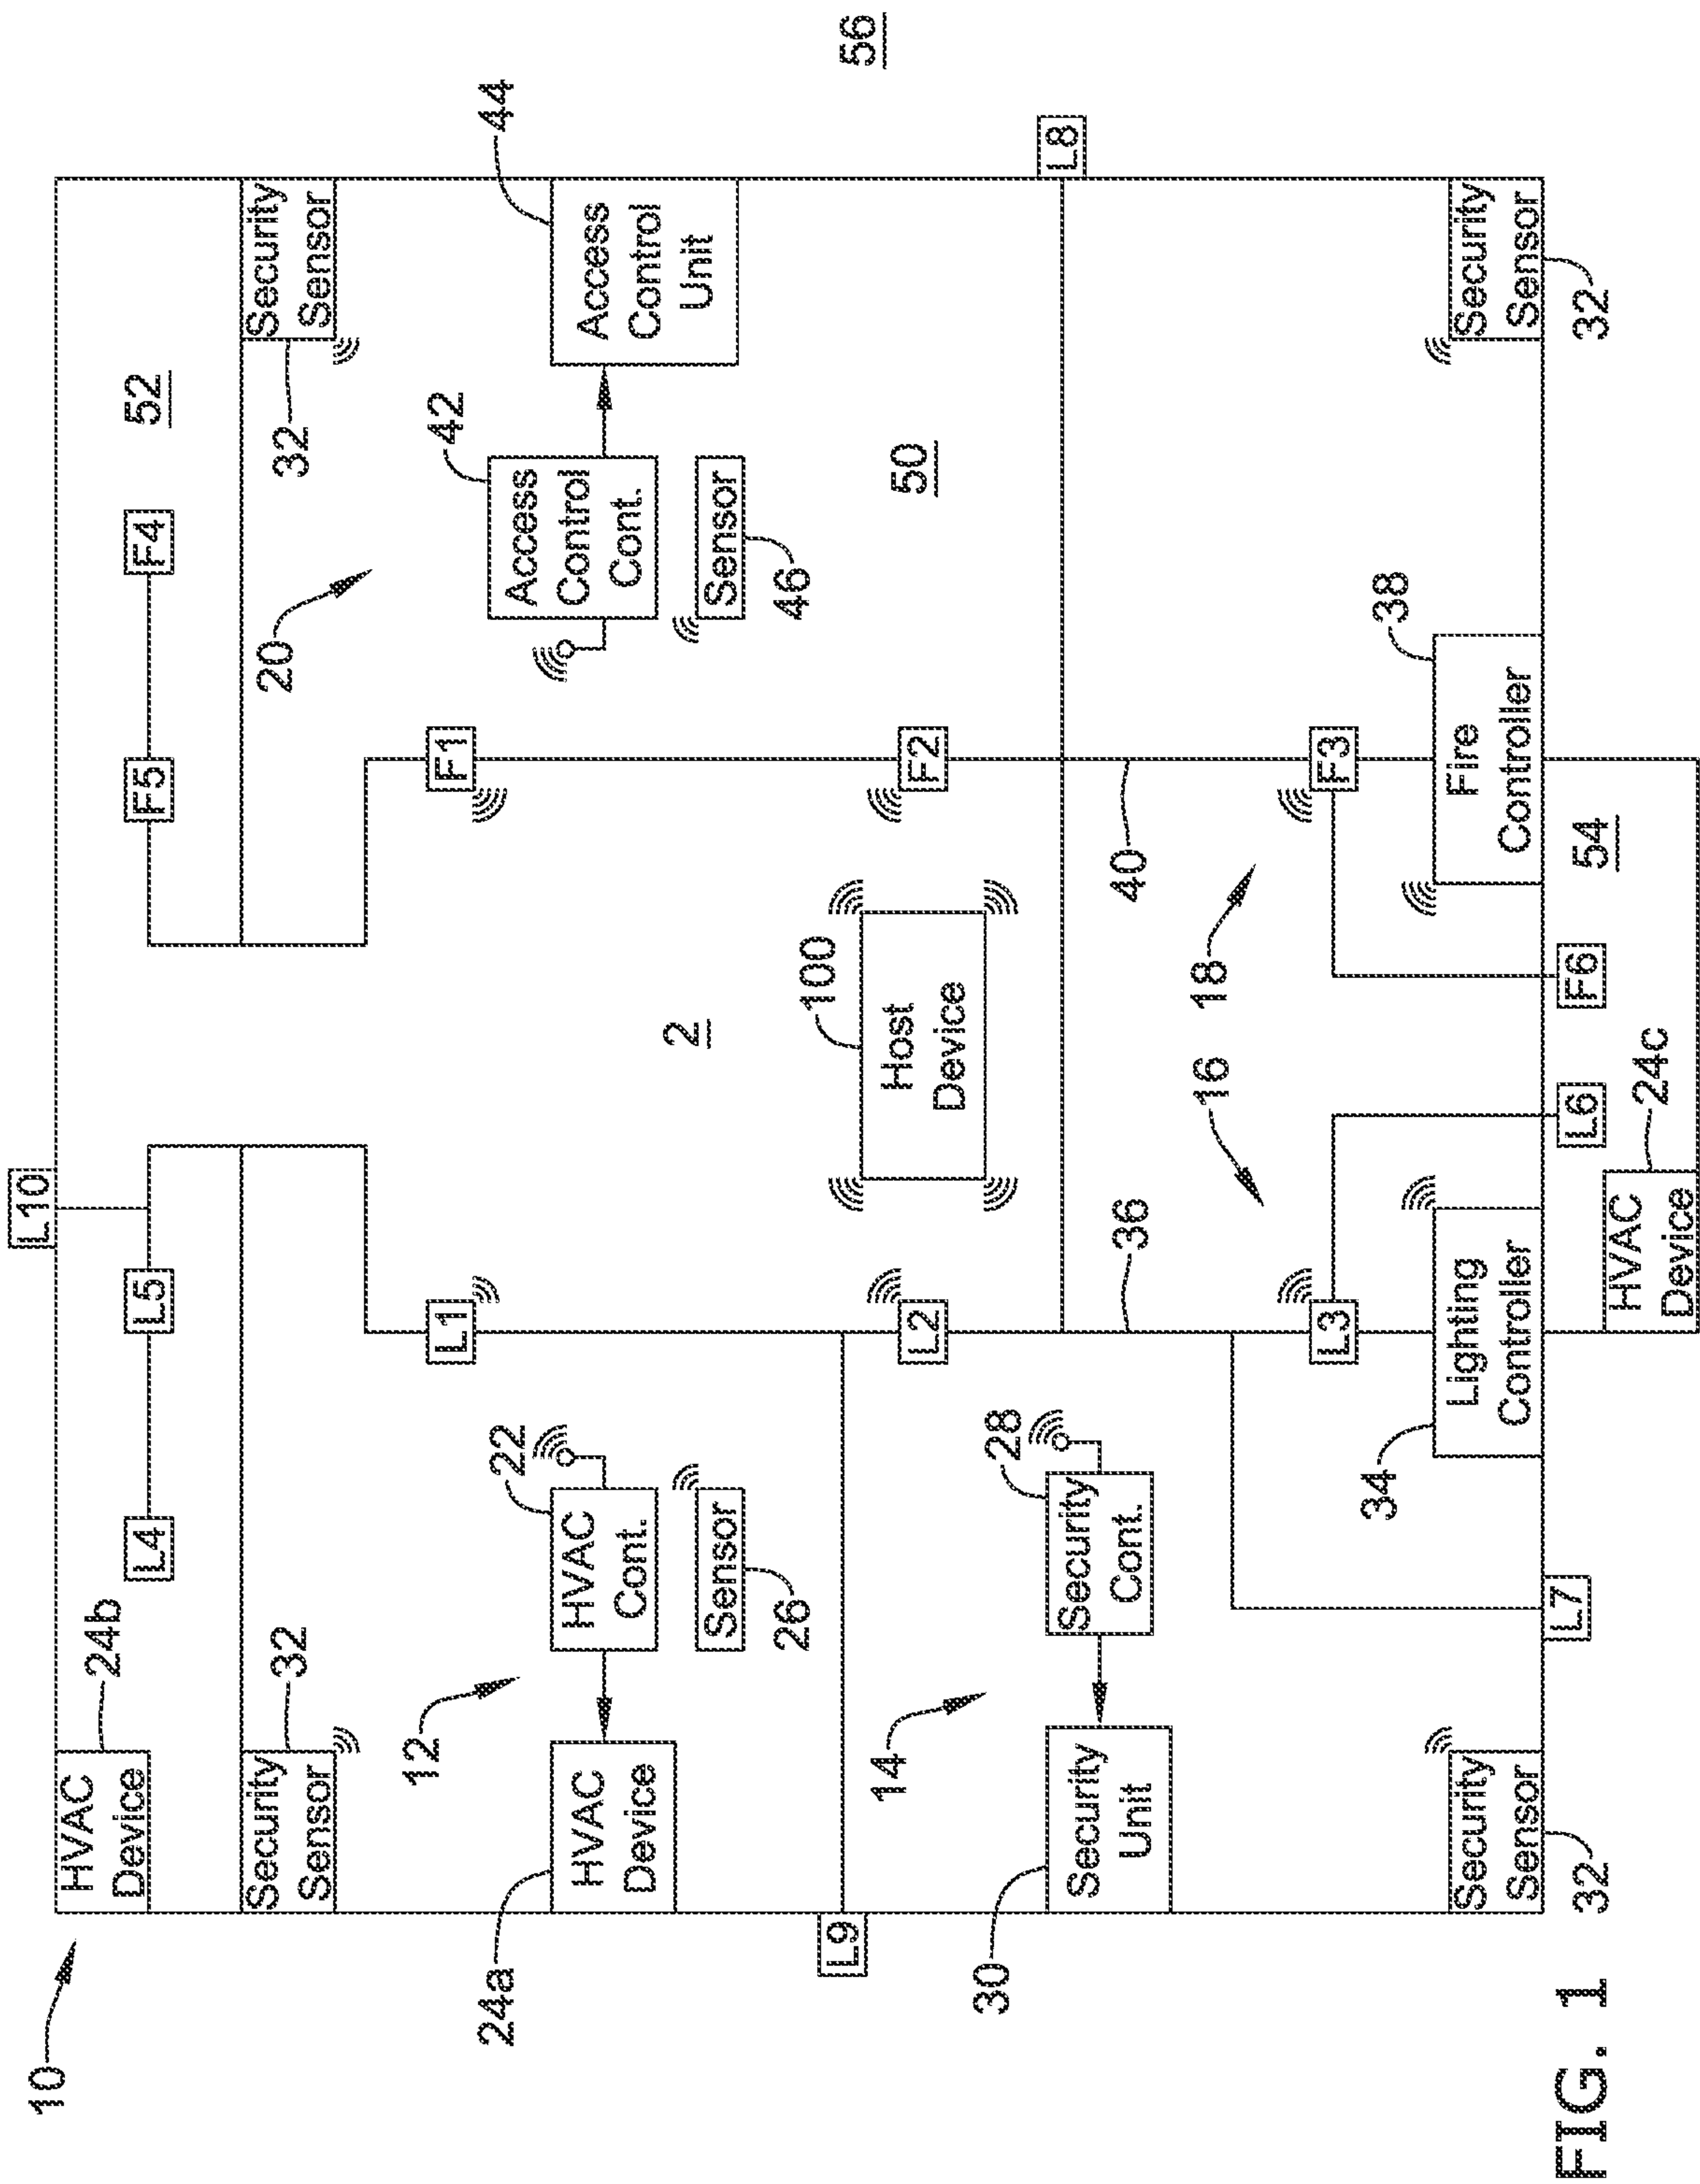 10
HVAC
Device
24b
L4
L5
L10
F5
F4
52
Security
Sensor
32
Security
Sensor
32
20
L1
F1
12
24a
HVAC
Device
HVAC
Cont.
22
Sensor
26
2
Access
Control
Cont.
42
Access
Control
Unit
44
Sensor
46
56
L9
L2
100
Host
Device
F2
50
14
30
Security
Unit
Security
Cont.
28
36
40
L8
16
18
L3
F3
34
Lighting
Controller
Fire
Controller
38
Security
Sensor
32
Security
Sensor
32
L7
L6
F6
54
HVAC
Device
24c
FIG. 1